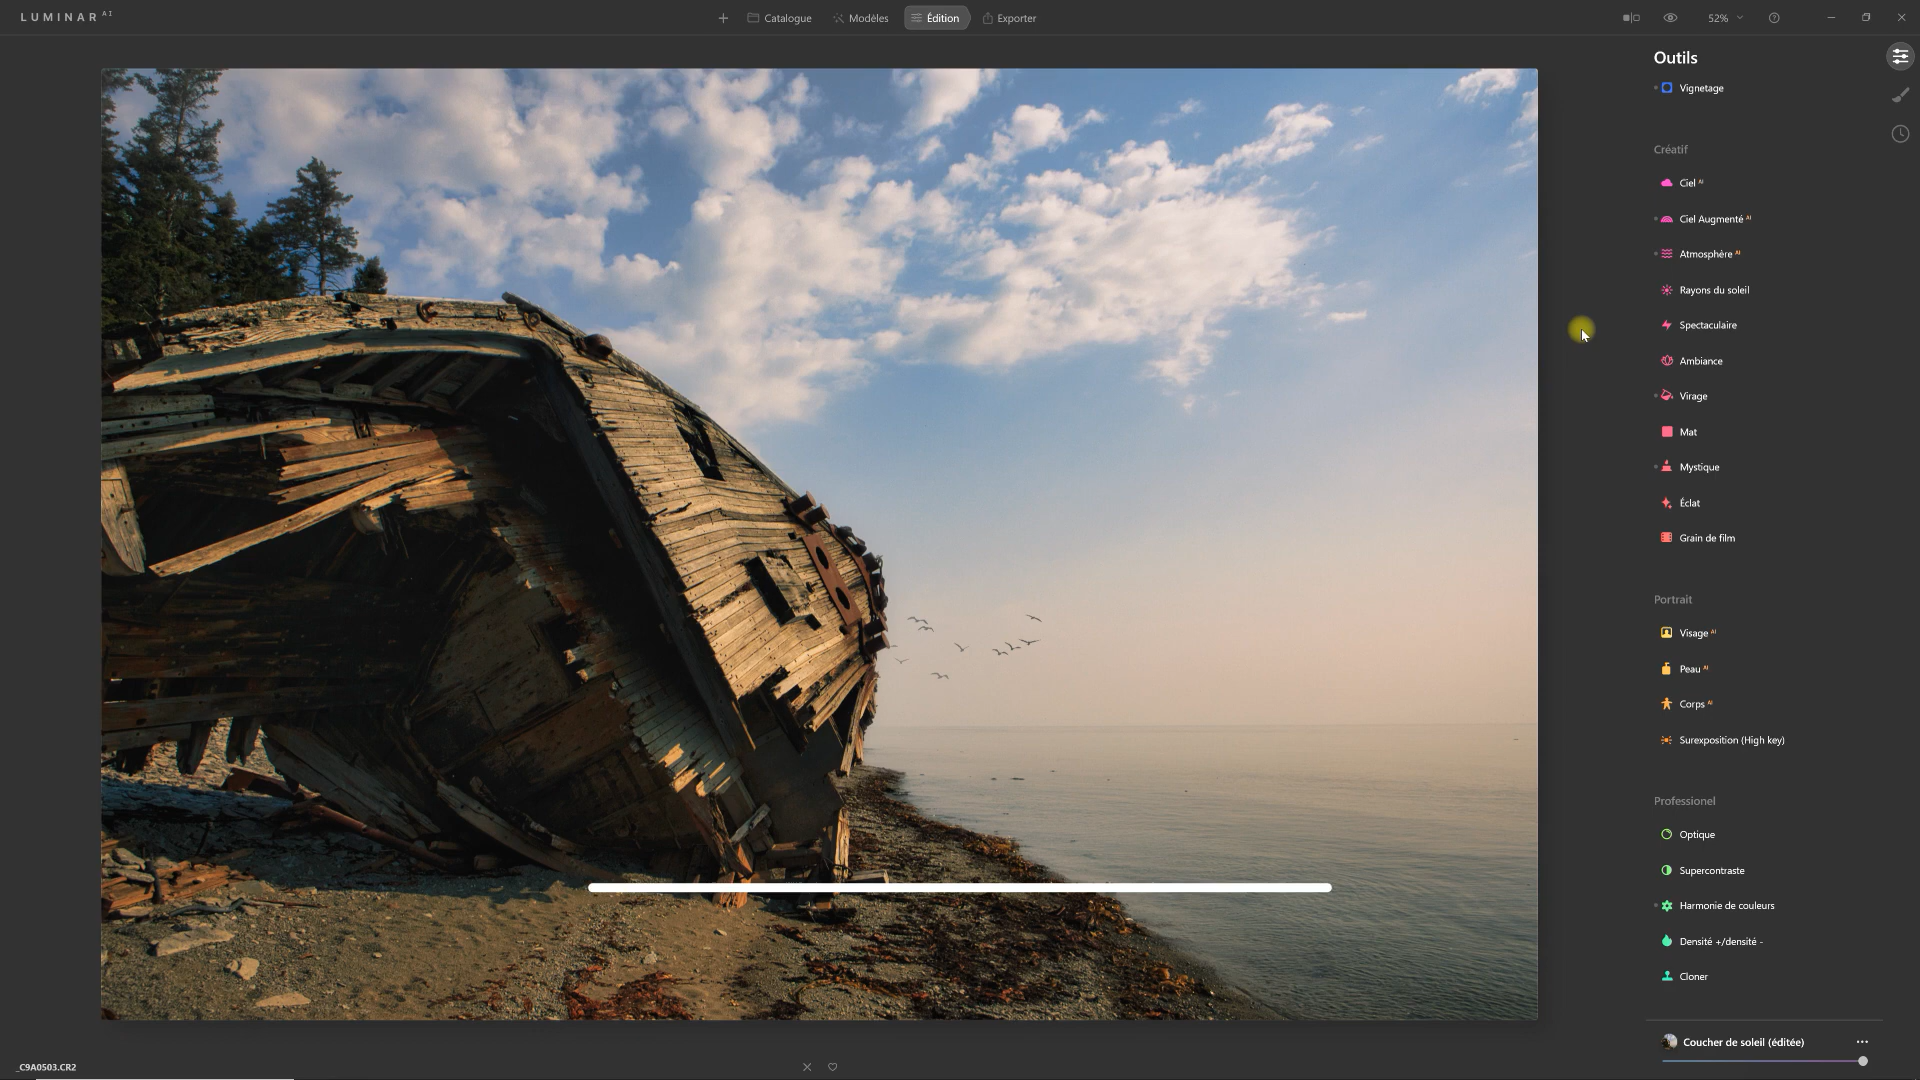 LUMINAR AI
Catalogue
Modèles
Édition
Exporter
52%
Outils
Vignetage
Créatif
Ciel AI
Ciel Augmenté AI
Atmosphère AI
Rayons du soleil
Spectaculaire
Ambiance
Virage
Mat
Mystique
Éclat
Grain de film
Portrait
Visage AI
Peau AI
Corps AI
Surexposition (High key)
Professionel
Optique
Supercontraste
Harmonie de couleurs
Densité +/densité -
Cloner
Coucher de soleil (éditée)
_C9A0503.CR2